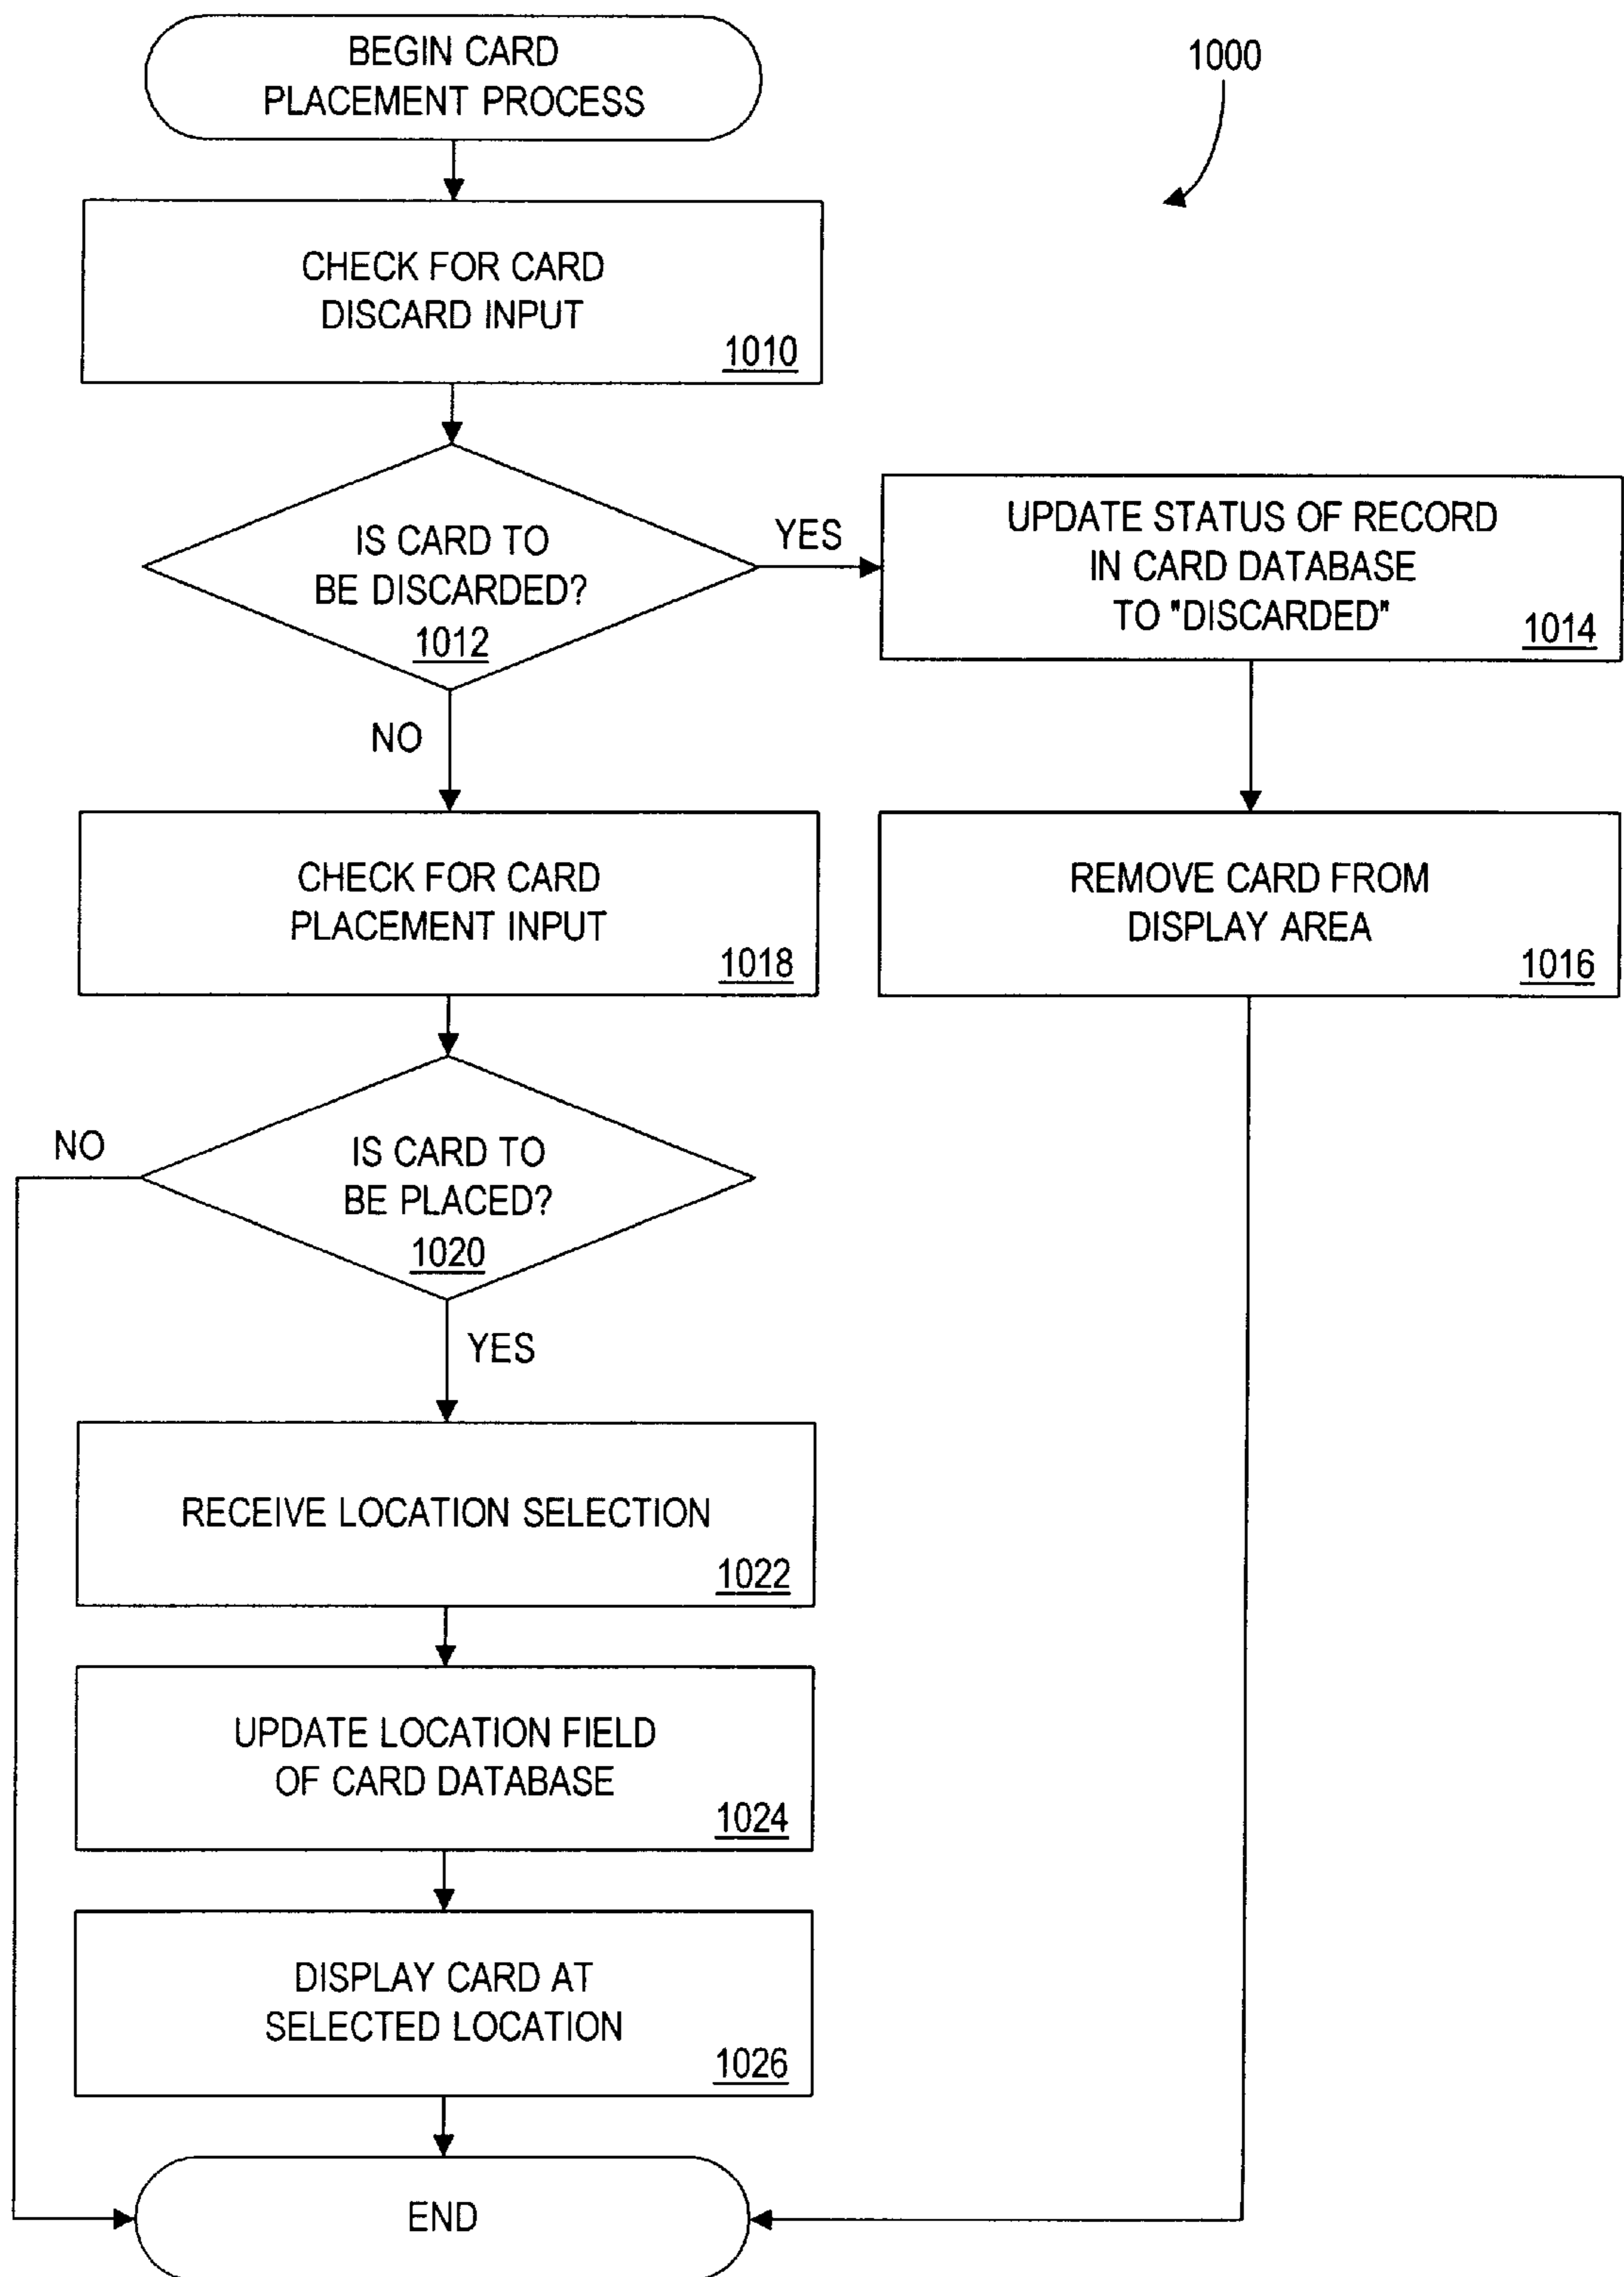 BEGIN CARD
PLACEMENT PROCESS
1000
CHECK FOR CARD
DISCARD INPUT
1010
IS CARD TO
BE DISCARDED?
1012
YES
UPDATE STATUS OF RECORD
IN CARD DATABASE
TO "DISCARDED"
1014
NO
CHECK FOR CARD
PLACEMENT INPUT
1018
REMOVE CARD FROM
DISPLAY AREA
1016
NO
IS CARD TO
BE PLACED?
1020
YES
RECEIVE LOCATION SELECTION
1022
UPDATE LOCATION FIELD
OF CARD DATABASE
1024
DISPLAY CARD AT
SELECTED LOCATION
1026
END